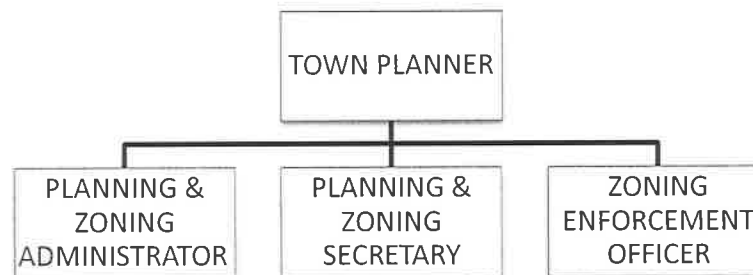 TOWN PLANNER
PLANNING &
ZONING
ADMINISTRATOR
PLANNING &
ZONING
SECRETARY
ZONING
ENFORCEMENT
OFFICER